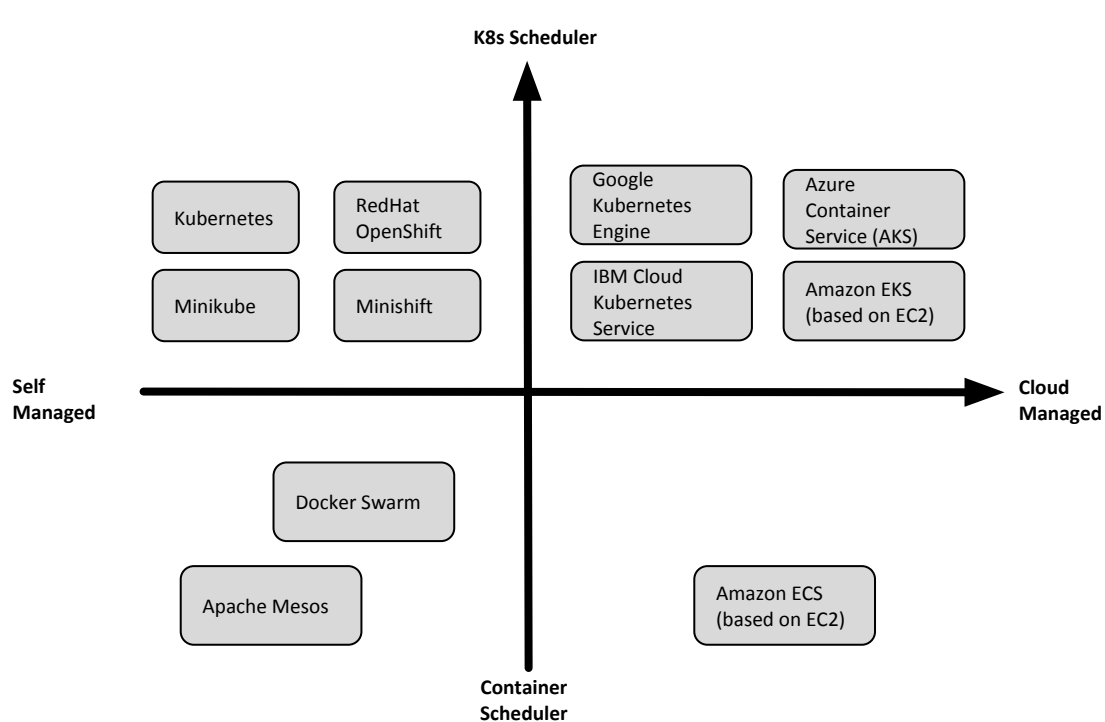 K8s Scheduler
Kubernetes
RedHat
OpenShift
Google
Kubernetes
Engine
Azure
Container
Service (AKS)
Minikube
Minishift
IBM Cloud
Kubernetes
Service
Amazon EKS
(based on EC2)
Self
Managed
Cloud
Managed
Docker Swarm
Apache Mesos
Amazon ECS
(based on EC2)
Container
Scheduler